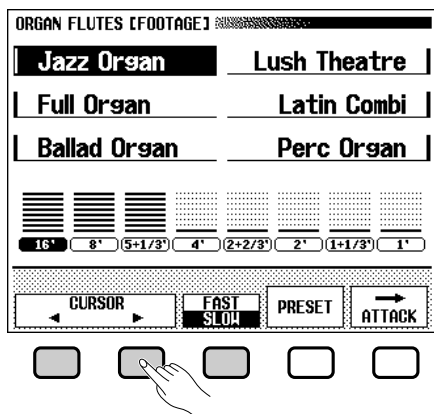 ORGAN FLUTES [FOOTAGE]
Jazz Organ Lush Theatre
Full Organ Latin Combi
Ballad Organ Perc Organ
16' 8' (5+1/3') 4' (2+2/3') 2' (1+1/3') 1'
CURSOR FAST PRESET
SLOW ATTACK